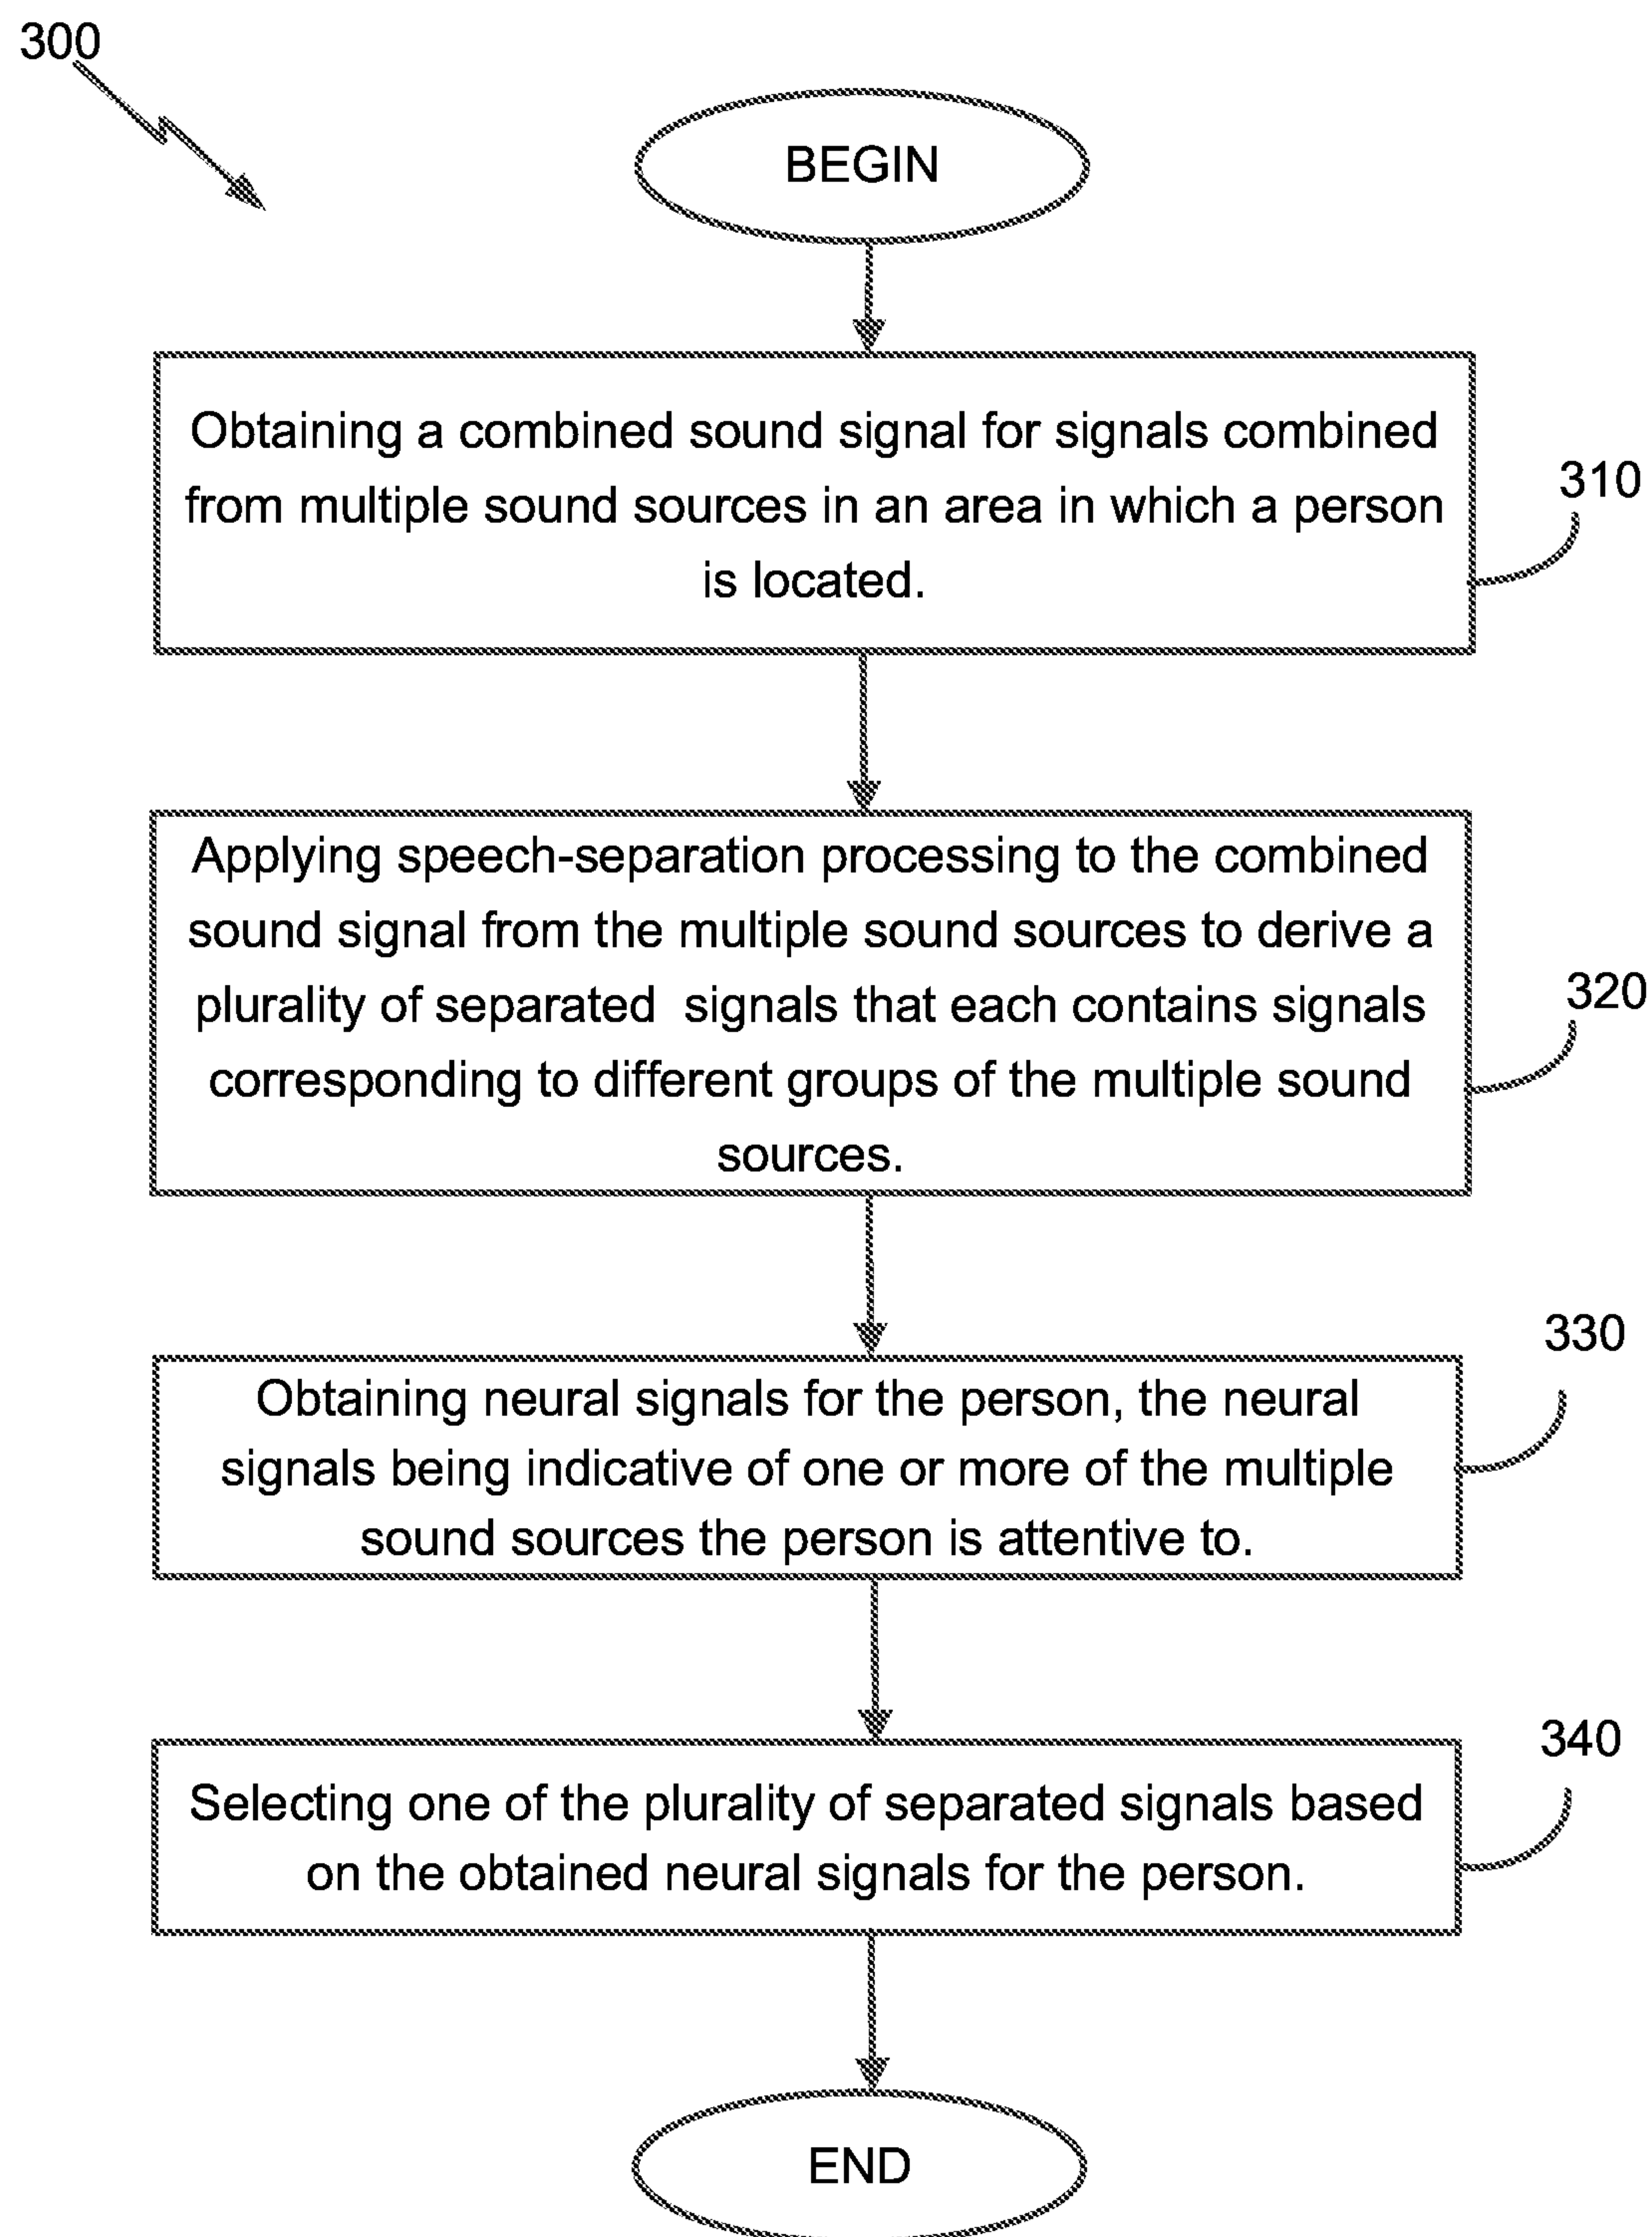 300
BEGIN
Obtaining a combined sound signal for signals combined
from multiple sound sources in an area in which a person
is located.
310
Applying speech-separation processing to the combined
sound signal from the multiple sound sources to derive a
plurality of separated  signals that each contains signals
corresponding to different groups of the multiple sound
sources.
320
Obtaining neural signals for the person, the neural
signals being indicative of one or more of the multiple
sound sources the person is attentive to.
330
Selecting one of the plurality of separated signals based
on the obtained neural signals for the person.
340
END